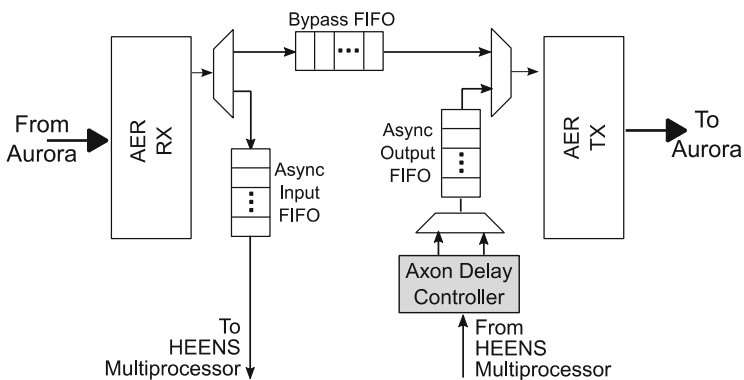 Bypass FIFO
From
Aurora
AER
RX
Async
Input
FIFO
Async
Output
FIFO
AER
TX
To
Aurora
Axon Delay
Controller
To
HEENS
Multiprocessor
From
HEENS
Multiprocessor